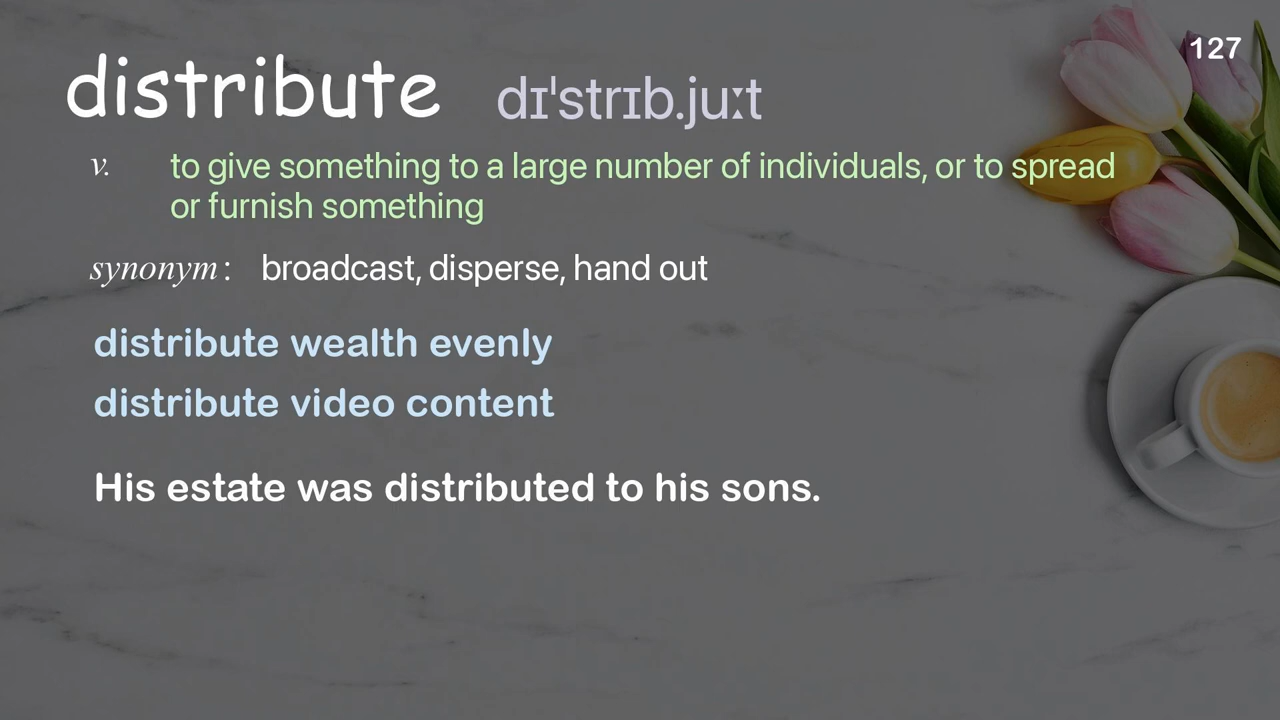 127
distribute dɪˈstrɪb.juːt
v. to give something to a large number of individuals, or to spread
or furnish something
synonym : broadcast, disperse, hand out
distribute wealth evenly
distribute video content
His estate was distributed to his sons.